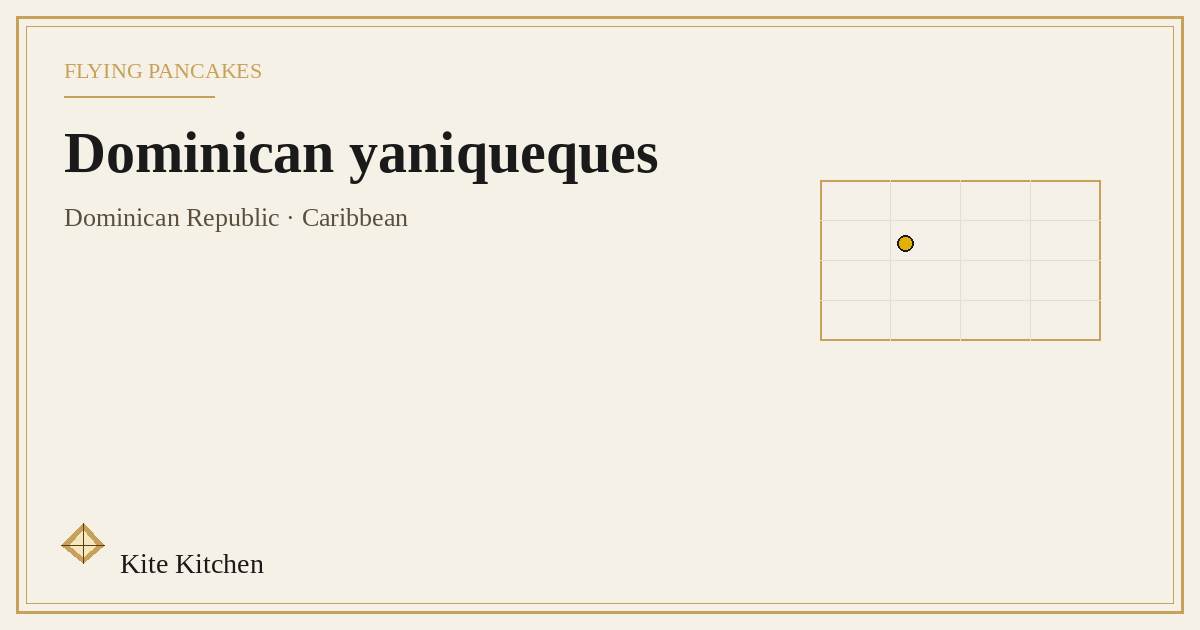 FLYING PANCAKES
Dominican yaniqueques
Dominican Republic · Caribbean
Kite Kitchen